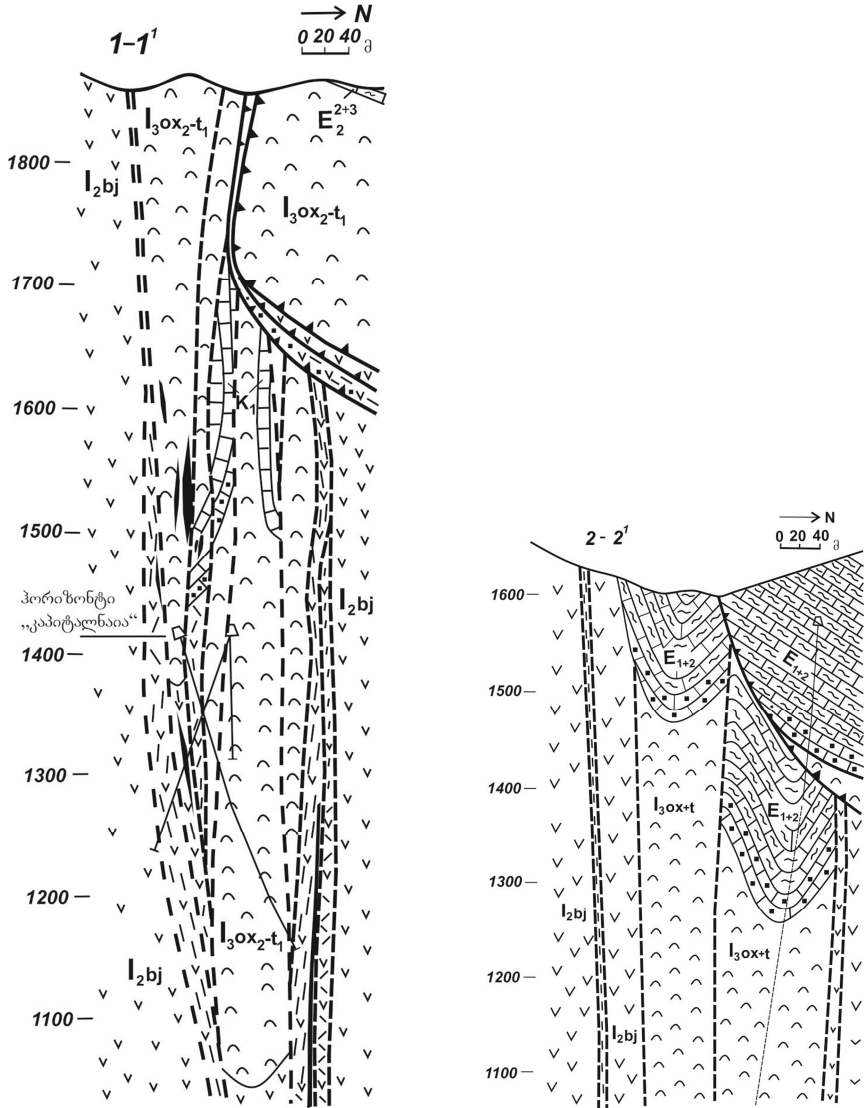 1–1¹
N
0 20 40 მ
I₃ox₂-t₁
E₂²⁺³
1800
I₂bj
I₃ox₂-t₁
1700
1600
K₁
1500
I₂bj
ჰორიზონტი
„კაპიტალნაია“
1400
1300
1200
I₃ox₂-t₁
I₂bj
1100
2 - 2¹
N
0 20 40 მ
1600
E₁₊₂
E₁₊₂
1500
1400
I₃ox+t
E₁₊₂
1300
I₂bj
I₃ox+t
1200
I₂bj
1100